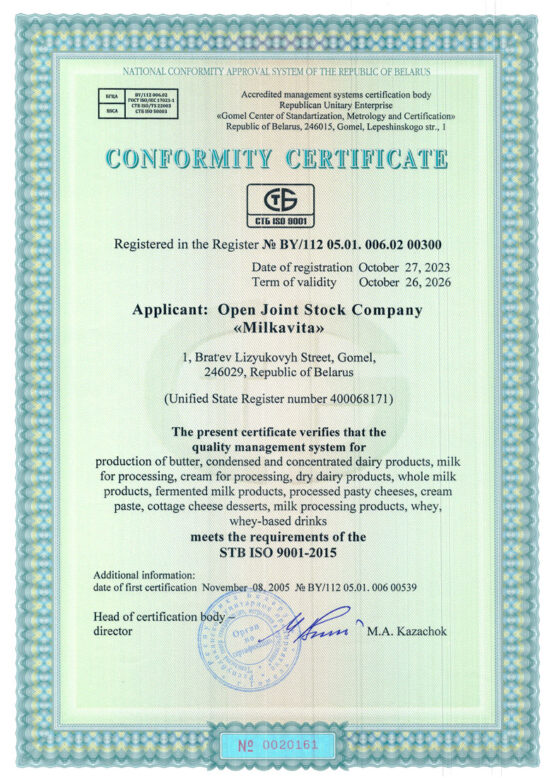 NATIONAL CONFORMITY APPROVAL SYSTEM OF THE REPUBLIC OF BELARUS
БГЦА
BSCA
BY/112 006.02
ГОСТ ISO/IEC 17021-1
СТБ ISO/TS 22003
СТБ ISO 50003
Accredited management systems certification body
Republican Unitary Enterprise
«Gomel Center of Standartization, Metrology and Certification»
Republic of Belarus, 246015, Gomel, Lepeshinskogo str., 1
CONFORMITY CERTIFICATE
СТБ ISO 9001
Registered in the Register № BY/112 05.01. 006.02 00300
Date of registration October 27, 2023
Term of validity October 26, 2026
Applicant: Open Joint Stock Company
«Milkavita»
1, Brat'ev Lizyukovyh Street, Gomel,
246029, Republic of Belarus
(Unified State Register number 400068171)
The present certificate verifies that the
quality management system for
production of butter, condensed and concentrated dairy products, milk
for processing, cream for processing, dry dairy products, whole milk
products, fermented milk products, processed pasty cheeses, cream
paste, cottage cheese desserts, milk processing products, whey,
whey-based drinks
meets the requirements of the
STB ISO 9001-2015
Additional information:
date of first certification November 08, 2005 № BY/112 05.01. 006 00539
Head of certification body –
director
M.A. Kazachok
Орган
по
сертификации
№ 0020161